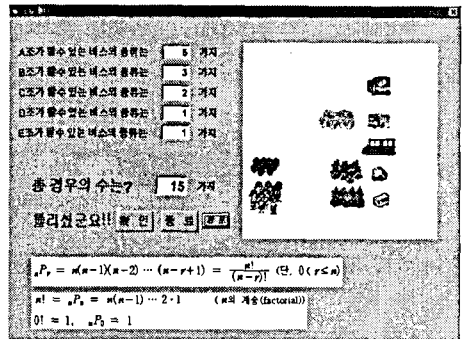 A조가 탈수 있는 버스의 종류는 5 가지
B조가 탈수 있는 버스의 종류는 3 가지
C조가 탈수 있는 버스의 종류는 2 가지
D조가 탈수 있는 버스의 종류는 1 가지
E조가 탈수 있는 버스의 종류는 1 가지
총 경우의 수는? 15 가지
틀리셨군요!! 확 인 종 료
ₙPᵣ = n(n−1)(n−2) ⋯ (n−r+1) = n!/(n−r)! (단, 0< r≤n)
n! = ₙPₙ = n(n−1) ⋯ 2·1 (n의 계승(factorial))
0! = 1, ₙP₀ = 1